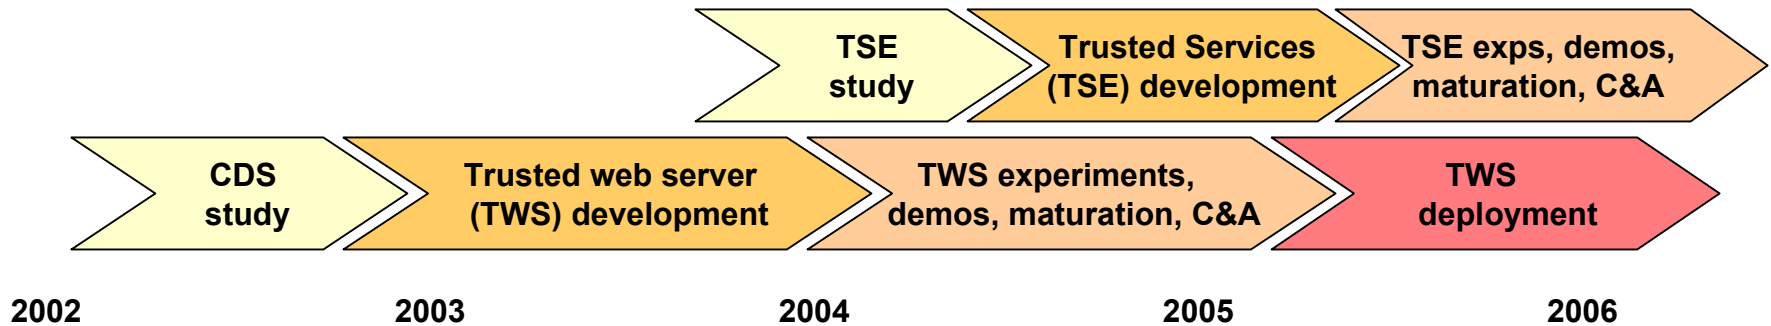 TSE
study
Trusted Services
(TSE) development
TSE exps, demos,
maturation, C&A
CDS
study
Trusted web server
(TWS) development
TWS experiments,
demos, maturation, C&A
TWS
deployment
2002
2003
2004
2005
2006